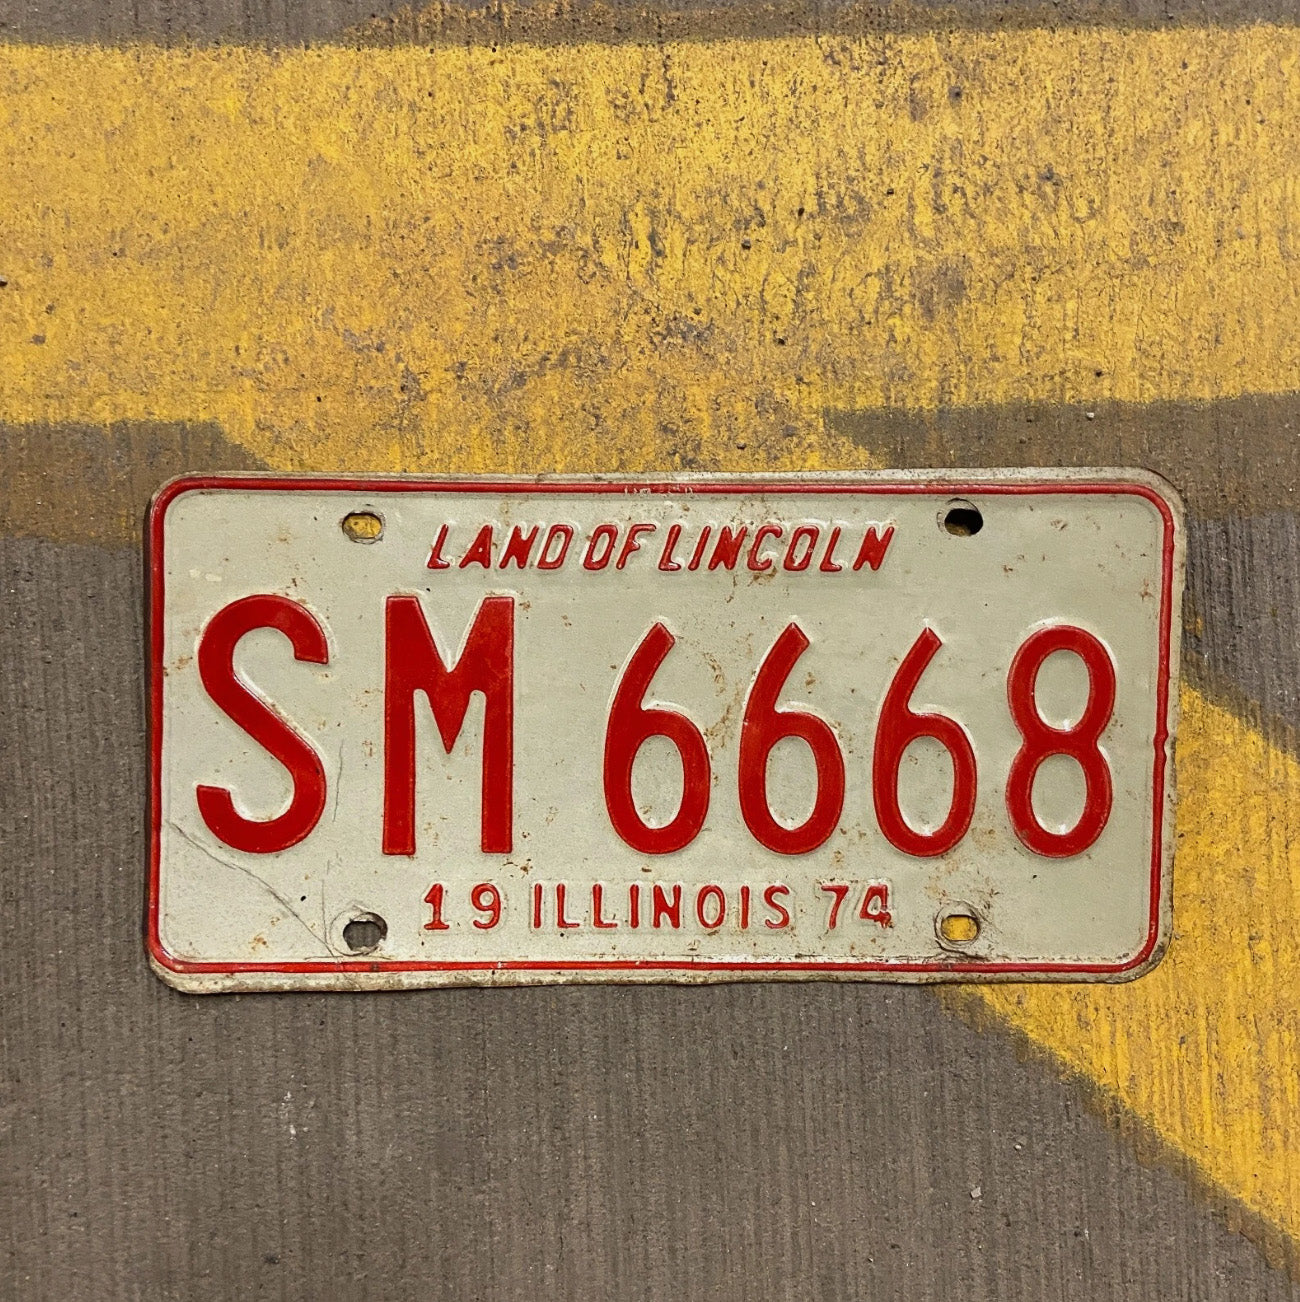 LAND OF LINCOLN
SM 6668
19 ILLINOIS 74